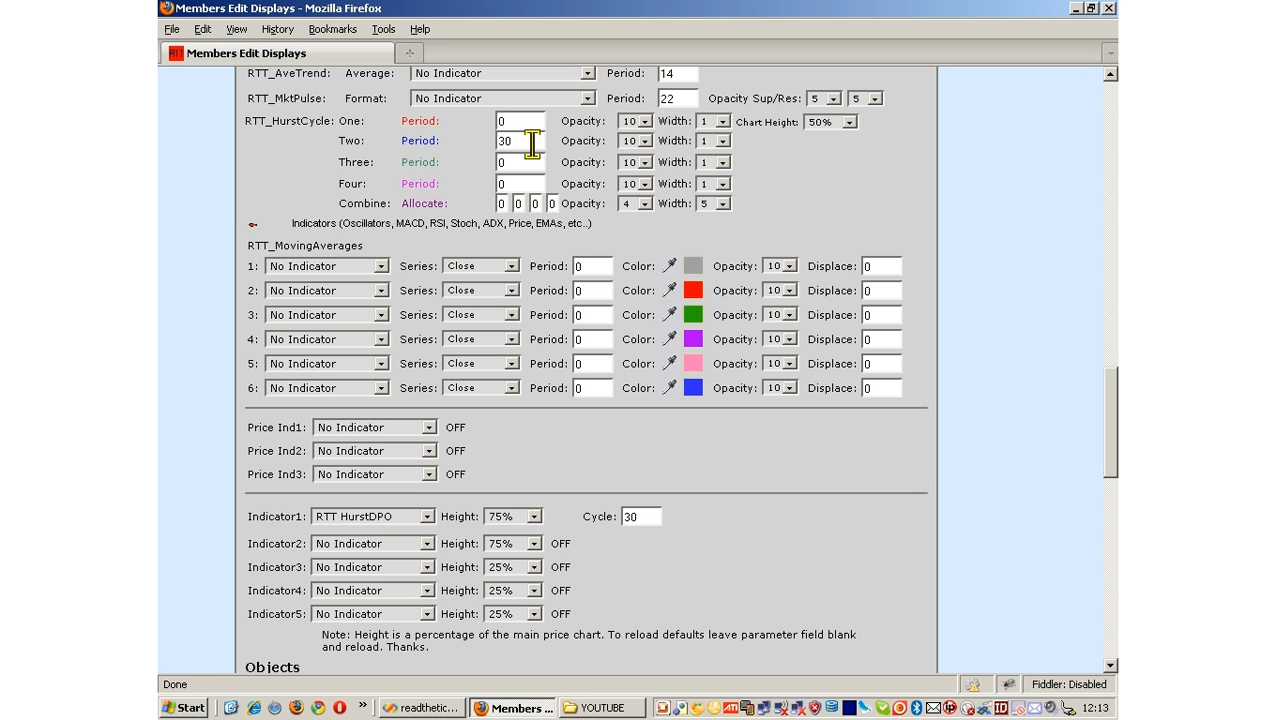 Members Edit Displays - Mozilla Firefox
File Edit View History Bookmarks Tools Help
RTT Members Edit Displays
RTT_AveTrend: Average: No Indicator Period: 14
RTT_MktPulse: Format: No Indicator Period: 22 Opacity Sup/Res: 5 5
RTT_HurstCycle: One: Period: 0 Opacity: 10 Width: 1 Chart Height: 50%
Two: Period: 30 Opacity: 10 Width: 1
Three: Period: 0 Opacity: 10 Width: 1
Four: Period: 0 Opacity: 10 Width: 1
Combine: Allocate: 0 0 0 0 Opacity: 4 Width: 5
Indicators (Oscillators, MACD, RSI, Stoch, ADX, Price, EMAs, etc..)
RTT_MovingAverages
1: No Indicator Series: Close Period: 0 Color: Opacity: 10 Displace: 0
2: No Indicator Series: Close Period: 0 Color: Opacity: 10 Displace: 0
3: No Indicator Series: Close Period: 0 Color: Opacity: 10 Displace: 0
4: No Indicator Series: Close Period: 0 Color: Opacity: 10 Displace: 0
5: No Indicator Series: Close Period: 0 Color: Opacity: 10 Displace: 0
6: No Indicator Series: Close Period: 0 Color: Opacity: 10 Displace: 0
Price Ind1: No Indicator OFF
Price Ind2: No Indicator OFF
Price Ind3: No Indicator OFF
Indicator1: RTT HurstDPO Height: 75% Cycle: 30
Indicator2: No Indicator Height: 75% OFF
Indicator3: No Indicator Height: 25% OFF
Indicator4: No Indicator Height: 25% OFF
Indicator5: No Indicator Height: 25% OFF
Note: Height is a percentage of the main price chart. To reload defaults leave parameter field blank
and reload. Thanks.
Objects
Done Fiddler: Disabled
Start » readthetic... Members ... YOUTUBE 12:13